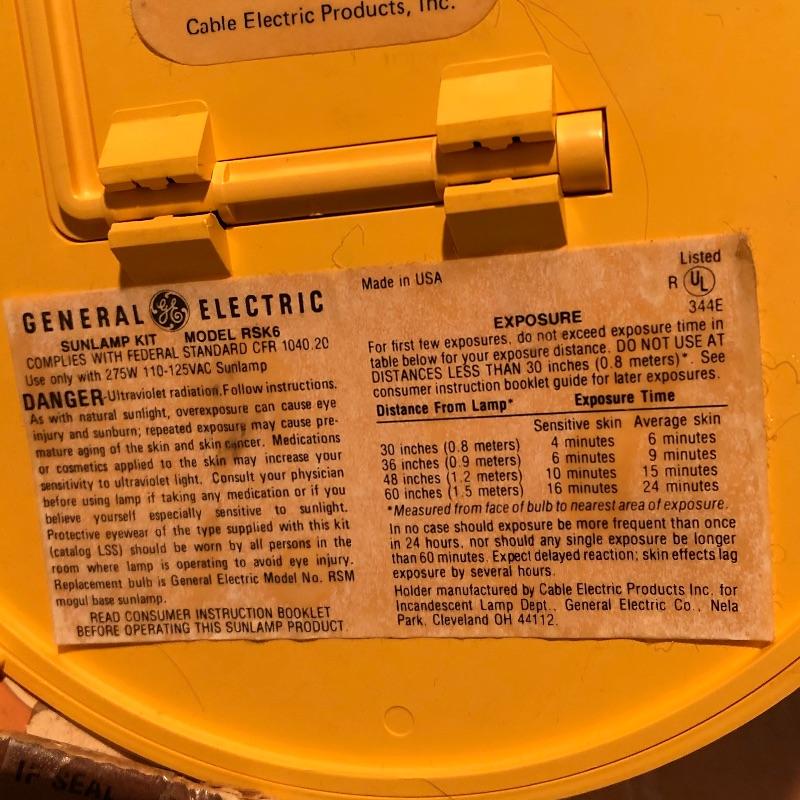 Cable Electric Products, Inc.
GENERAL GE ELECTRIC
SUNLAMP KIT MODEL RSK6
COMPLIES WITH FEDERAL STANDARD CFR 1040.20
Use only with 275W 110-125VAC Sunlamp
DANGER-Ultraviolet radiation.Follow instructions.
As with natural sunlight, overexposure can cause eye
injury and sunburn; repeated exposure may cause pre-
mature aging of the skin and skin cancer. Medications
or cosmetics applied to the skin may increase your
sensitivity to ultraviolet light. Consult your physician
before using lamp if taking any medication or if you
believe yourself especially sensitive to sunlight.
Protective eyewear of the type supplied with this kit
(catalog LSS) should be worn by all persons in the
room where lamp is operating to avoid eye injury.
Replacement bulb is General Electric Model No. RSM
mogul base sunlamp.
READ CONSUMER INSTRUCTION BOOKLET
BEFORE OPERATING THIS SUNLAMP PRODUCT.
Made in USA
Listed
R UL
344E
EXPOSURE
For first few exposures, do not exceed exposure time in
table below for your exposure distance. DO NOT USE AT
DISTANCES LESS THAN 30 inches (0.8 meters)*. See
consumer instruction booklet guide for later exposures.
Distance From Lamp* Exposure Time
Sensitive skin Average skin
30 inches (0.8 meters) 4 minutes 6 minutes
36 inches (0.9 meters) 6 minutes 9 minutes
48 inches (1.2 meters) 10 minutes 15 minutes
60 inches (1.5 meters) 16 minutes 24 minutes
*Measured from face of bulb to nearest area of exposure.
In no case should exposure be more frequent than once
in 24 hours, nor should any single exposure be longer
than 60 minutes. Expect delayed reaction; skin effects lag
exposure by several hours.
Holder manufactured by Cable Electric Products Inc. for
Incandescent Lamp Dept., General Electric Co., Nela
Park, Cleveland OH 44112.
IF SEAL